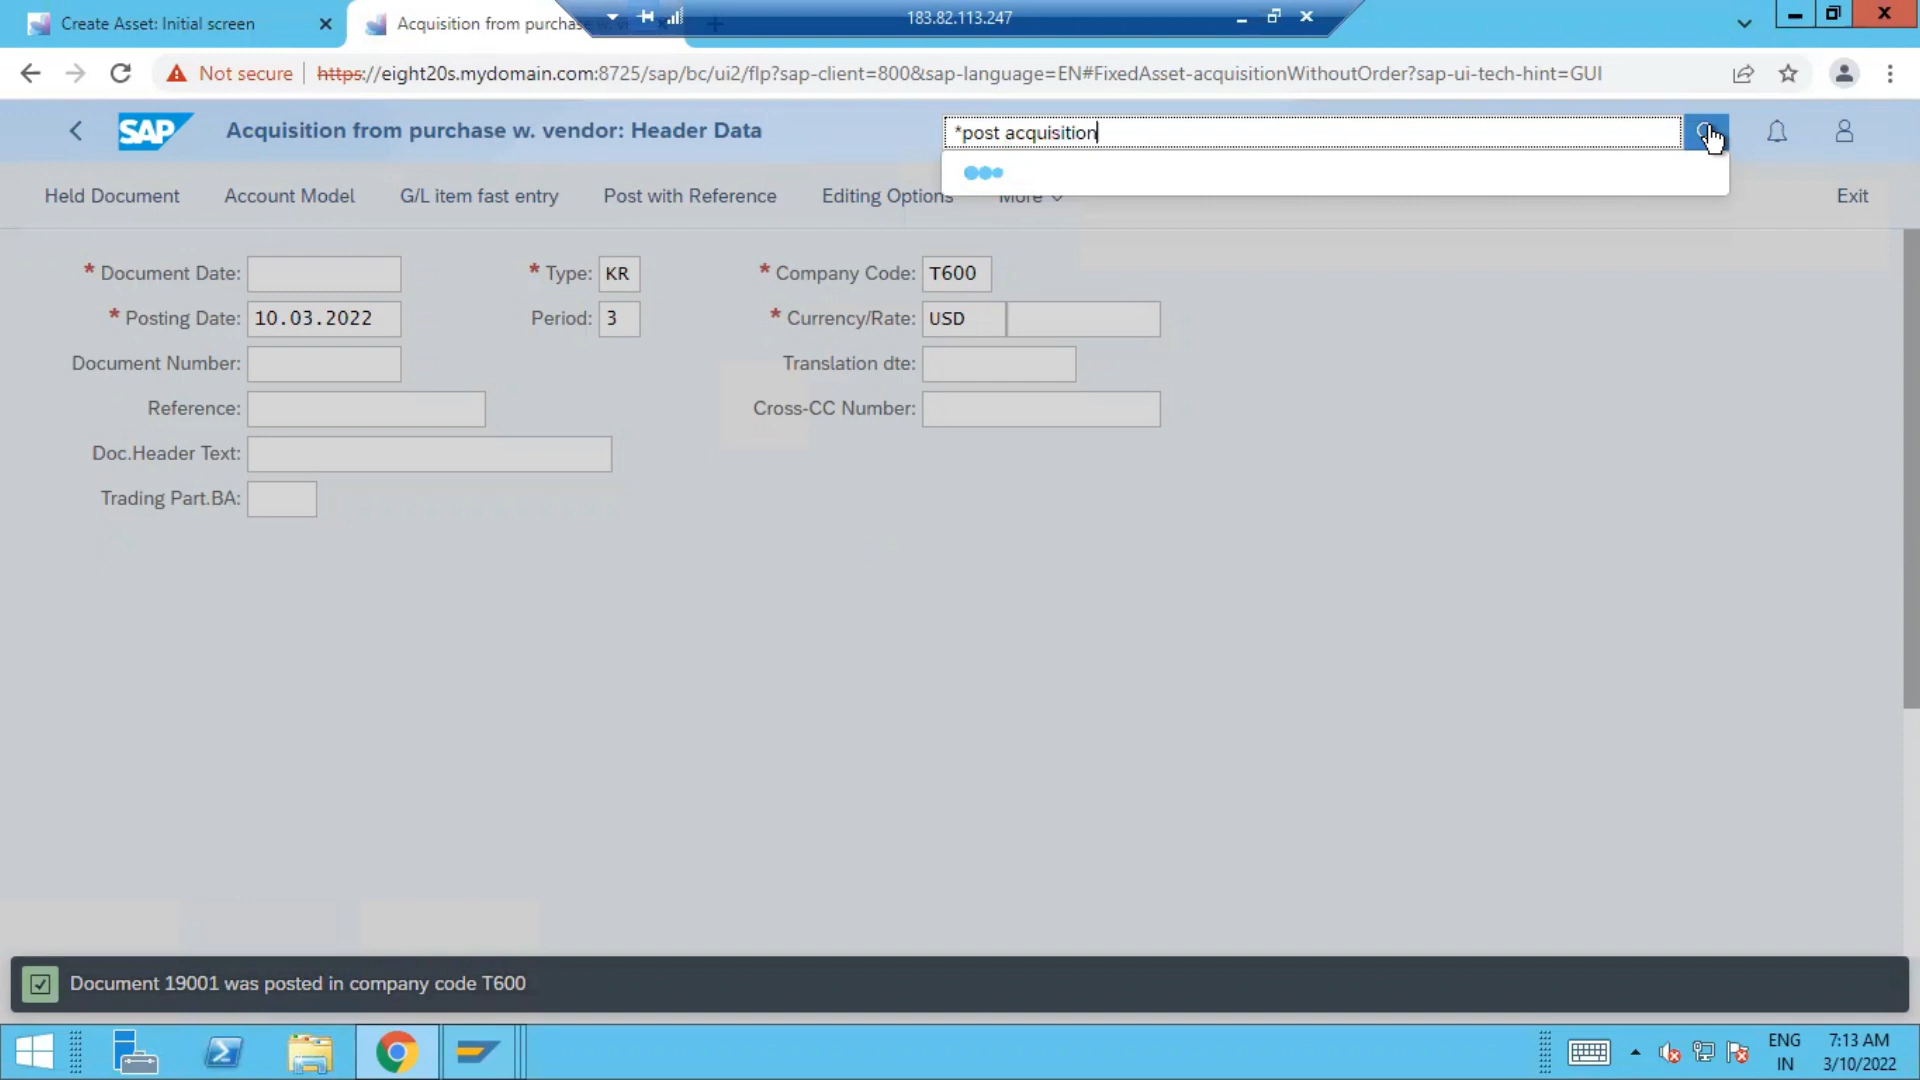 Create Asset: Initial screen
Acquisition from purchas
183.82.113.247
Not secure https://eight20s.mydomain.com:8725/sap/bc/ui2/flp?sap-client=800&sap-language=EN#FixedAsset-acquisitionWithoutOrder?sap-ui-tech-hint=GUI
SAP Acquisition from purchase w. vendor: Header Data
*post acquisition
Held Document Account Model G/L item fast entry Post with Reference Editing Options More Exit
* Document Date: * Type: KR * Company Code: T600
* Posting Date: 10.03.2022 Period: 3 * Currency/Rate: USD
Document Number: Translation dte:
Reference: Cross-CC Number:
Doc.Header Text:
Trading Part.BA:
Document 19001 was posted in company code T600
ENG 7:13 AM
IN 3/10/2022